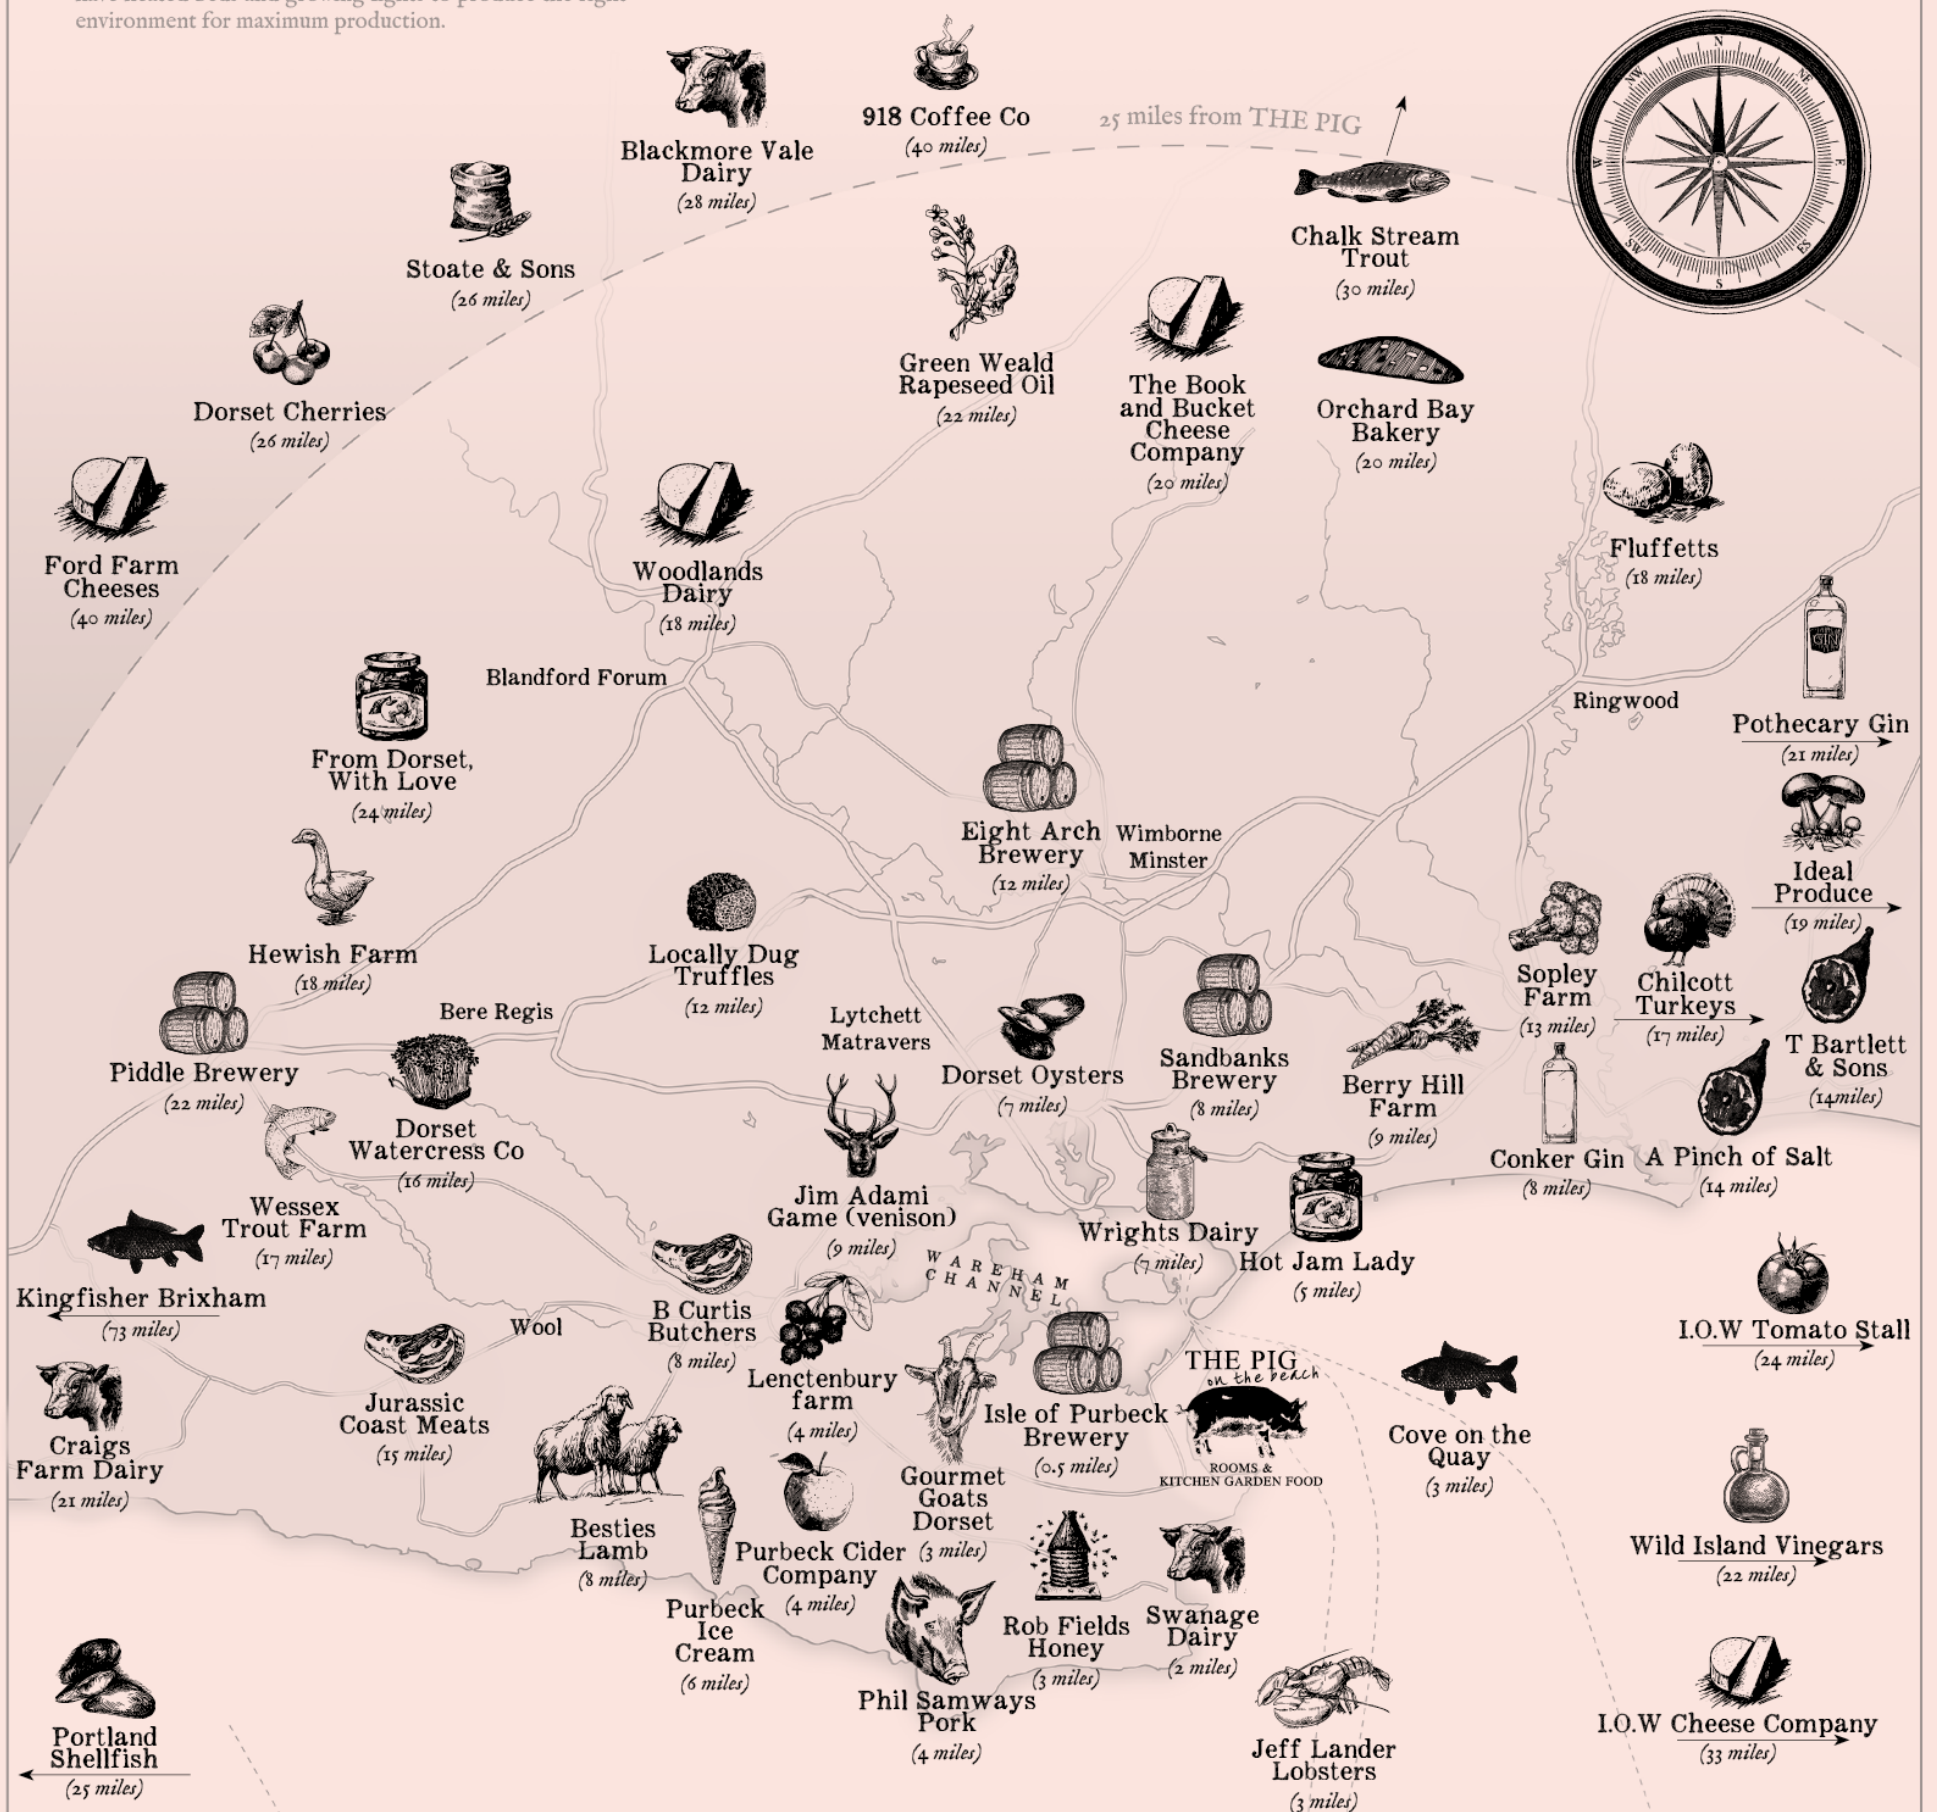 environment for maximum production.
918 Coffee Co
(40 miles)
25 miles from THE PIG
Blackmore Vale
Dairy
(28 miles)
Stoate & Sons
(26 miles)
Chalk Stream
Trout
(30 miles)
N
NE
E
ES
S
SW
W
NW
Green Weald
Rapeseed Oil
(22 miles)
The Book
and Bucket
Cheese
Company
(20 miles)
Orchard Bay
Bakery
(20 miles)
Dorset Cherries
(26 miles)
Ford Farm
Cheeses
(40 miles)
Woodlands
Dairy
(18 miles)
Fluffetts
(18 miles)
Blandford Forum
Ringwood
GIN
Pothecary Gin
(21 miles)
From Dorset,
With Love
(24 miles)
Eight Arch
Brewery
(12 miles)
Wimborne
Minster
Ideal
Produce
(19 miles)
Hewish Farm
(18 miles)
Locally Dug
Truffles
(12 miles)
Sopley
Farm
(13 miles)
Chilcott
Turkeys
(17 miles)
Bere Regis
Lytchett
Matravers
Piddle Brewery
(22 miles)
Dorset Oysters
(7 miles)
Sandbanks
Brewery
(8 miles)
Berry Hill
Farm
(9 miles)
T Bartlett
& Sons
(14miles)
Dorset
Watercress Co
(16 miles)
Conker Gin
(8 miles)
A Pinch of Salt
(14 miles)
Wessex
Trout Farm
(17 miles)
Jim Adami
Game (venison)
(9 miles)
Wrights Dairy
(7 miles)
Hot Jam Lady
(5 miles)
WAREHAM
CHANNEL
Kingfisher Brixham
(73 miles)
Wool
B Curtis
Butchers
(8 miles)
I.O.W Tomato Stall
(24 miles)
Jurassic
Coast Meats
(15 miles)
Lenctenbury
farm
(4 miles)
THE PIG
on the beach
ROOMS &
KITCHEN GARDEN FOOD
Isle of Purbeck
Brewery
(0.5 miles)
Cove on the
Quay
(3 miles)
Craigs
Farm Dairy
(21 miles)
Gourmet
Goats
Dorset
(3 miles)
Besties
Lamb
(8 miles)
Purbeck Cider
Company
(4 miles)
Wild Island Vinegars
(22 miles)
Purbeck
Ice
Cream
(6 miles)
Rob Fields
Honey
(3 miles)
Swanage
Dairy
(2 miles)
Phil Samways
Pork
(4 miles)
Portland
Shellfish
(25 miles)
Jeff Lander
Lobsters
(3 miles)
I.O.W Cheese Company
(33 miles)